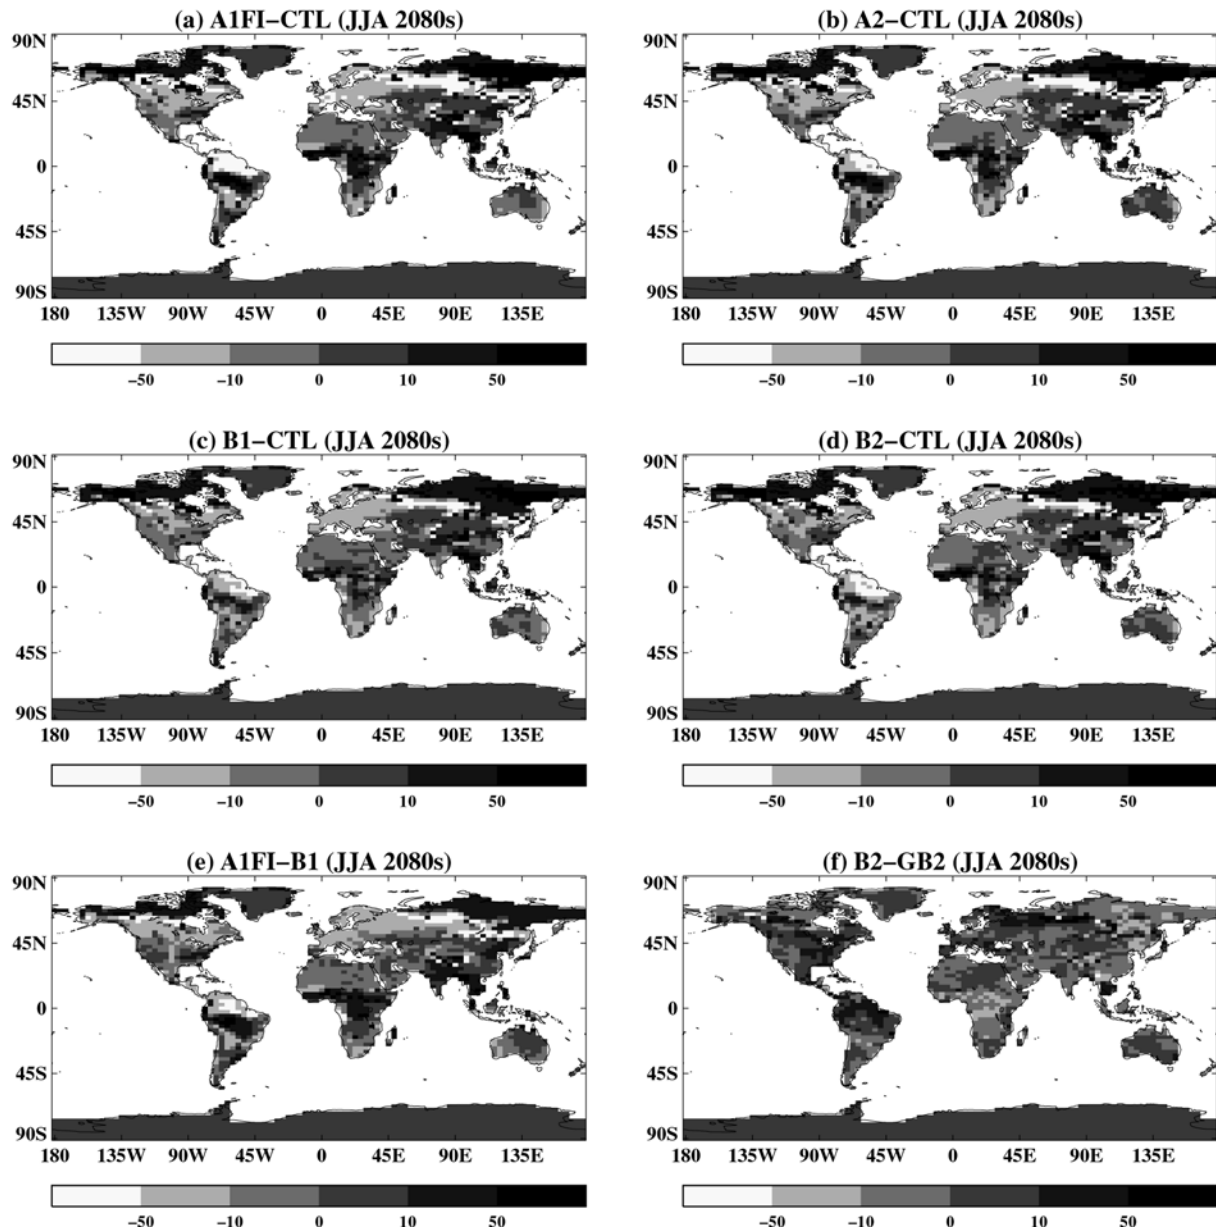 (a) A1FI−CTL (JJA 2080s)
90N
45N
0
45S
90S
180 135W 90W 45W 0 45E 90E 135E
−50 −10 0 10 50
(b) A2−CTL (JJA 2080s)
90N
45N
0
45S
90S
180 135W 90W 45W 0 45E 90E 135E
−50 −10 0 10 50
(c) B1−CTL (JJA 2080s)
90N
45N
0
45S
90S
180 135W 90W 45W 0 45E 90E 135E
−50 −10 0 10 50
(d) B2−CTL (JJA 2080s)
90N
45N
0
45S
90S
180 135W 90W 45W 0 45E 90E 135E
−50 −10 0 10 50
(e) A1FI−B1 (JJA 2080s)
90N
45N
0
45S
90S
180 135W 90W 45W 0 45E 90E 135E
−50 −10 0 10 50
(f) B2−GB2 (JJA 2080s)
90N
45N
0
45S
90S
180 135W 90W 45W 0 45E 90E 135E
−50 −10 0 10 50